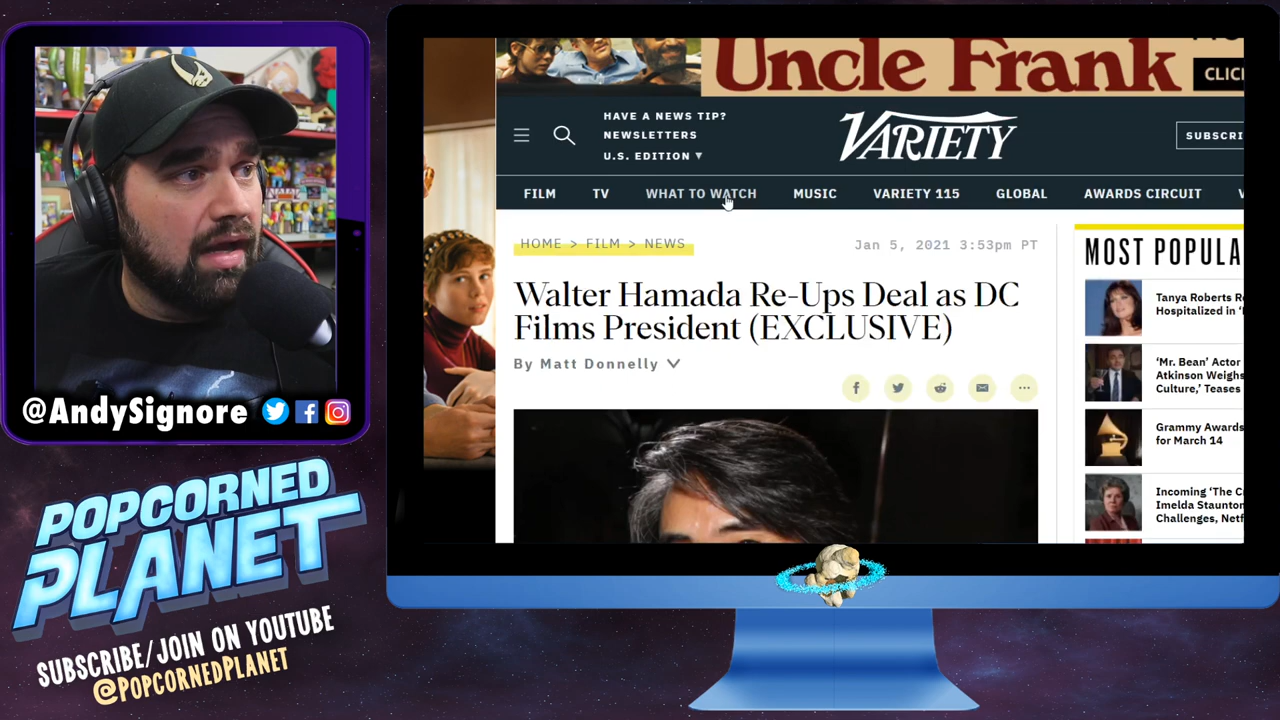 @AndySignore
POPCORNED
PLANET
SUBSCRIBE/JOIN ON YOUTUBE
@POPCORNEDPLANET
Uncle Frank
HAVE A NEWS TIP?
NEWSLETTERS
U.S. EDITION ▼
VARIETY
FILM TV WHAT TO WATCH MUSIC VARIETY 115 GLOBAL AWARDS CIRCUIT V
HOME > FILM > NEWS
Jan 5, 2021 3:53pm PT
Walter Hamada Re-Ups Deal as DC
Films President (EXCLUSIVE)
By Matt Donnelly
MOST POPULA
Tanya Roberts R
Hospitalized in '
'Mr. Bean' Actor
Atkinson Weighs
Culture,' Teases
Grammy Awards
for March 14
Incoming 'The C
Imelda Staunton
Challenges, Netf